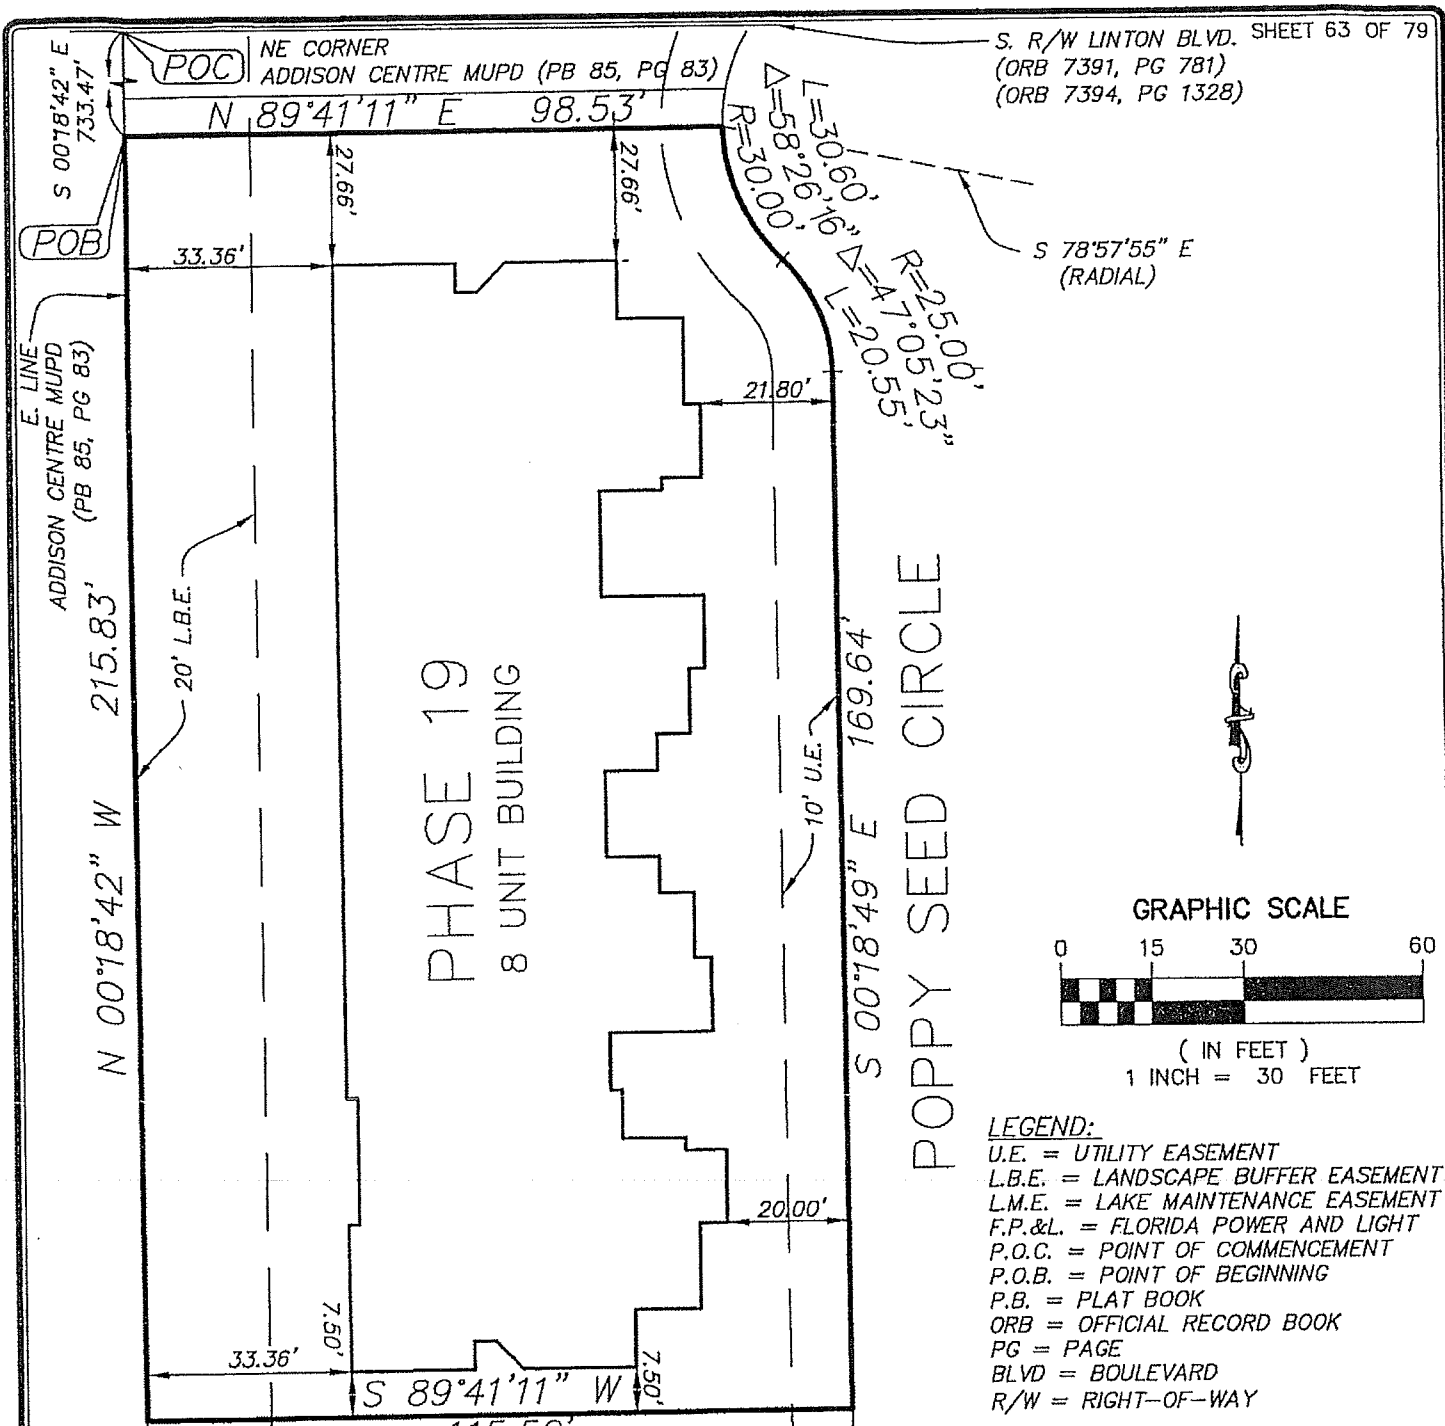 SHEET 63 OF 79
S 00°18'42" E
733.47'
POC
NE CORNER
ADDISON CENTRE MUPD (PB 85, PG 83)
S. R/W LINTON BLVD.
(ORB 7391, PG 781)
(ORB 7394, PG 1328)
N 89°41'11" E 98.53'
L=30.60'
Δ=58°26'16"
R=30.00'
27.66'
27.66'
POB
33.36'
S 78°57'55" E
(RADIAL)
R=25.00'
Δ=47°05'23"
L=20.55'
21.80'
E. LINE
ADDISON CENTRE MUPD
(PB 85, PG 83)
20' L.B.E.
N 00°18'42" W 215.83'
PHASE 19
8 UNIT BUILDING
10' U.E.
S 00°18'49" E 169.64'
POPPY SEED CIRCLE
GRAPHIC SCALE
0 15 30 60
( IN FEET )
1 INCH = 30 FEET
LEGEND:
U.E. = UTILITY EASEMENT
L.B.E. = LANDSCAPE BUFFER EASEMENT
L.M.E. = LAKE MAINTENANCE EASEMENT
F.P.&L. = FLORIDA POWER AND LIGHT
P.O.C. = POINT OF COMMENCEMENT
P.O.B. = POINT OF BEGINNING
P.B. = PLAT BOOK
ORB = OFFICIAL RECORD BOOK
PG = PAGE
BLVD = BOULEVARD
R/W = RIGHT-OF-WAY
20.00'
7.50'
33.36'
7.50'
S 89°41'11" W